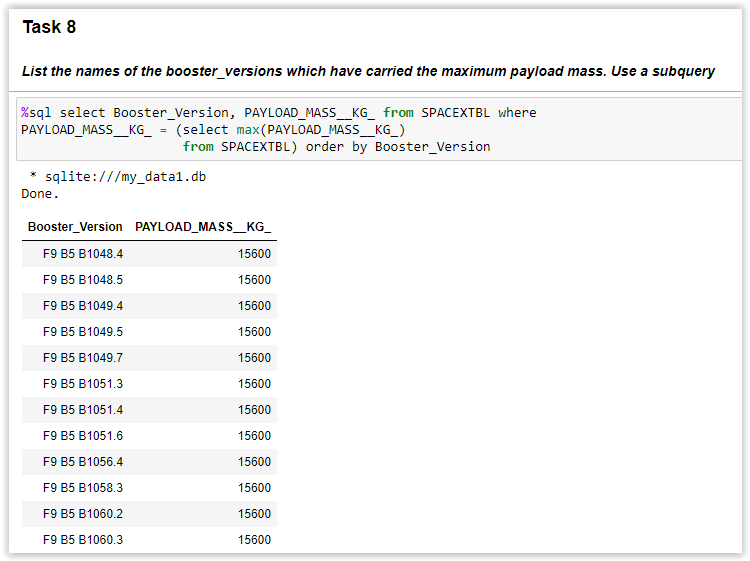 Task 8
List the names of the booster_versions which have carried the maximum payload mass. Use a subquery
%sql select Booster_Version, PAYLOAD_MASS__KG_ from SPACEXTBL where
PAYLOAD_MASS__KG_ = (select max(PAYLOAD_MASS__KG_)
from SPACEXTBL) order by Booster_Version
* sqlite:///my_data1.db
Done.
Booster_Version PAYLOAD_MASS__KG_
F9 B5 B1048.4 15600
F9 B5 B1048.5 15600
F9 B5 B1049.4 15600
F9 B5 B1049.5 15600
F9 B5 B1049.7 15600
F9 B5 B1051.3 15600
F9 B5 B1051.4 15600
F9 B5 B1051.6 15600
F9 B5 B1056.4 15600
F9 B5 B1058.3 15600
F9 B5 B1060.2 15600
F9 B5 B1060.3 15600